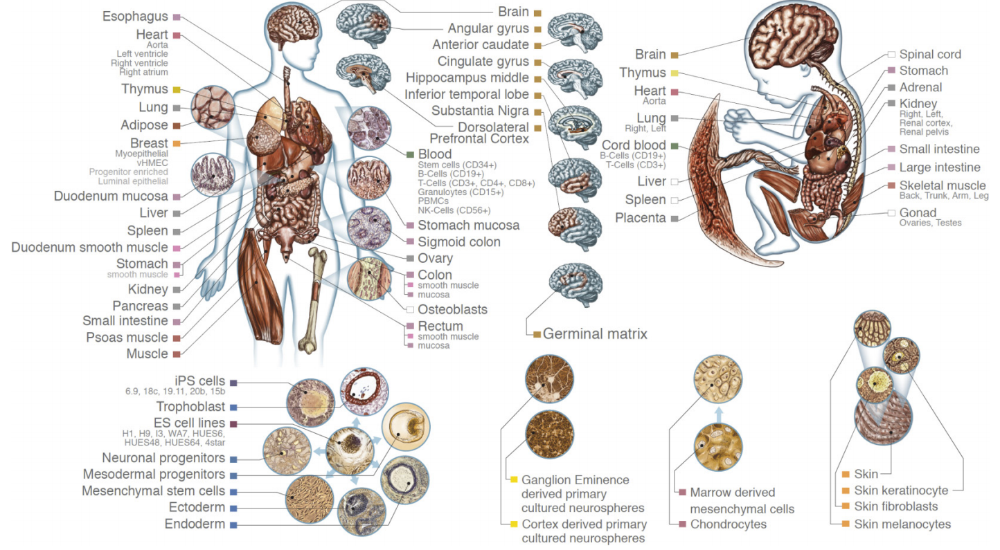 Esophagus
Heart
Aorta
Left ventricle
Right ventricle
Right atrium
Thymus
Lung
Adipose
Breast
Myoepithelial
vHMEC
Progenitor enriched
Luminal epithelial
Duodenum mucosa
Liver
Spleen
Duodenum smooth muscle
Stomach
smooth muscle
Kidney
Pancreas
Small intestine
Psoas muscle
Muscle
Brain
Angular gyrus
Anterior caudate
Cingulate gyrus
Hippocampus middle
Inferior temporal lobe
Substantia Nigra
Dorsolateral
Prefrontal Cortex
Blood
Stem cells (CD34+)
B-Cells (CD19+)
T-Cells (CD3+, CD4+, CD8+)
Granuloytes (CD15+)
PBMCs
NK-Cells (CD56+)
Stomach mucosa
Sigmoid colon
Ovary
Colon
smooth muscle
mucosa
Osteoblasts
Rectum
smooth muscle
mucosa
Germinal matrix
Brain
Thymus
Heart
Aorta
Lung
Right, Left
Cord blood
B-Cells (CD19+)
T-Cells (CD3+)
Liver
Spleen
Placenta
Spinal cord
Stomach
Adrenal
Kidney
Right, Left,
Renal cortex,
Renal pelvis
Small intestine
Large intestine
Skeletal muscle
Back, Trunk, Arm, Leg
Gonad
Ovaries, Testes
iPS cells
6.9, 18c, 19.11, 20b, 15b
Trophoblast
ES cell lines
H1, H9, I3, WA7, HUES6,
HUES48, HUES64, 4star
Neuronal progenitors
Mesodermal progenitors
Mesenchymal stem cells
Ectoderm
Endoderm
Ganglion Eminence
derived primary
cultured neurospheres
Cortex derived primary
cultured neurospheres
Marrow derived
mesenchymal cells
Chondrocytes
Skin
Skin keratinocyte
Skin fibroblasts
Skin melanocytes